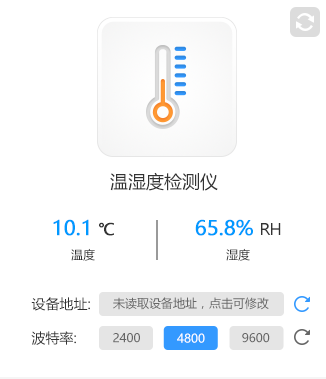 温湿度检测仪
10.1 ℃ 65.8% RH
温度 湿度
设备地址: 未读取设备地址，点击可修改
波特率: 2400 4800 9600